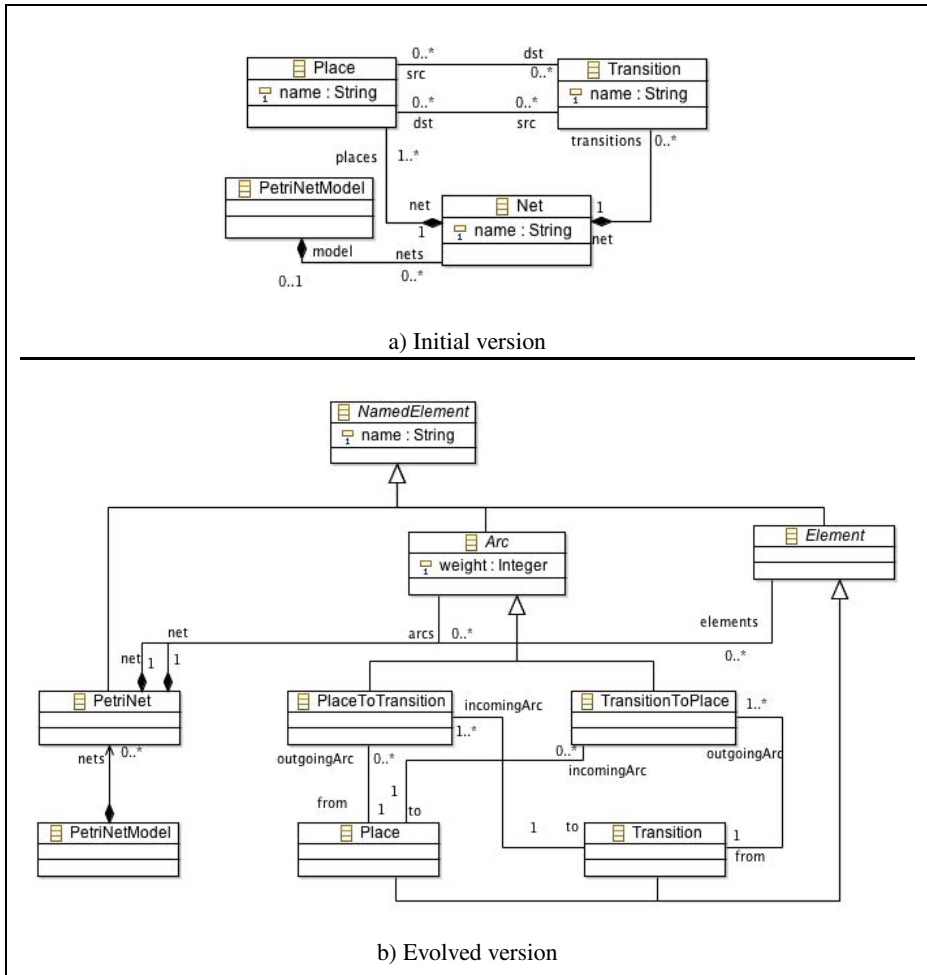 0..*
dst
Place
src
0..*
Transition
name : String
name : String
0..*
0..*
dst
src
places
1..*
transitions
0..*
PetriNetModel
net
Net
1
1
name : String
net
model
nets
0..1
0..*
a) Initial version
NamedElement
name : String
Arc
Element
weight : Integer
net
arcs
0..*
elements
net
1
1
0..*
PetriNet
PlaceToTransition
incomingArc
TransitionToPlace
1..*
1..*
nets
0..*
outgoingArc
0..*
0..*
outgoingArc
incomingArc
from
1
1
to
PetriNetModel
Place
1
to
Transition
1
from
b) Evolved version